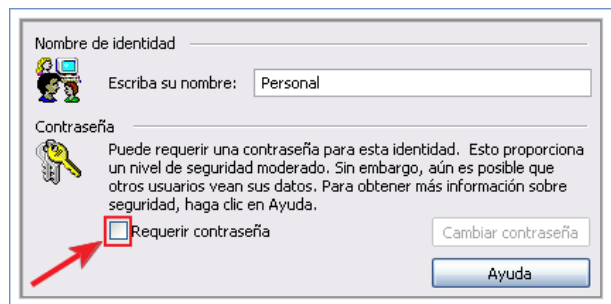 Nombre de identidad
Escriba su nombre: Personal
Contraseña
Puede requerir una contraseña para esta identidad. Esto proporciona
un nivel de seguridad moderado. Sin embargo, aún es posible que
otros usuarios vean sus datos. Para obtener más información sobre
seguridad, haga clic en Ayuda.
Requerir contraseña Cambiar contraseña
Ayuda